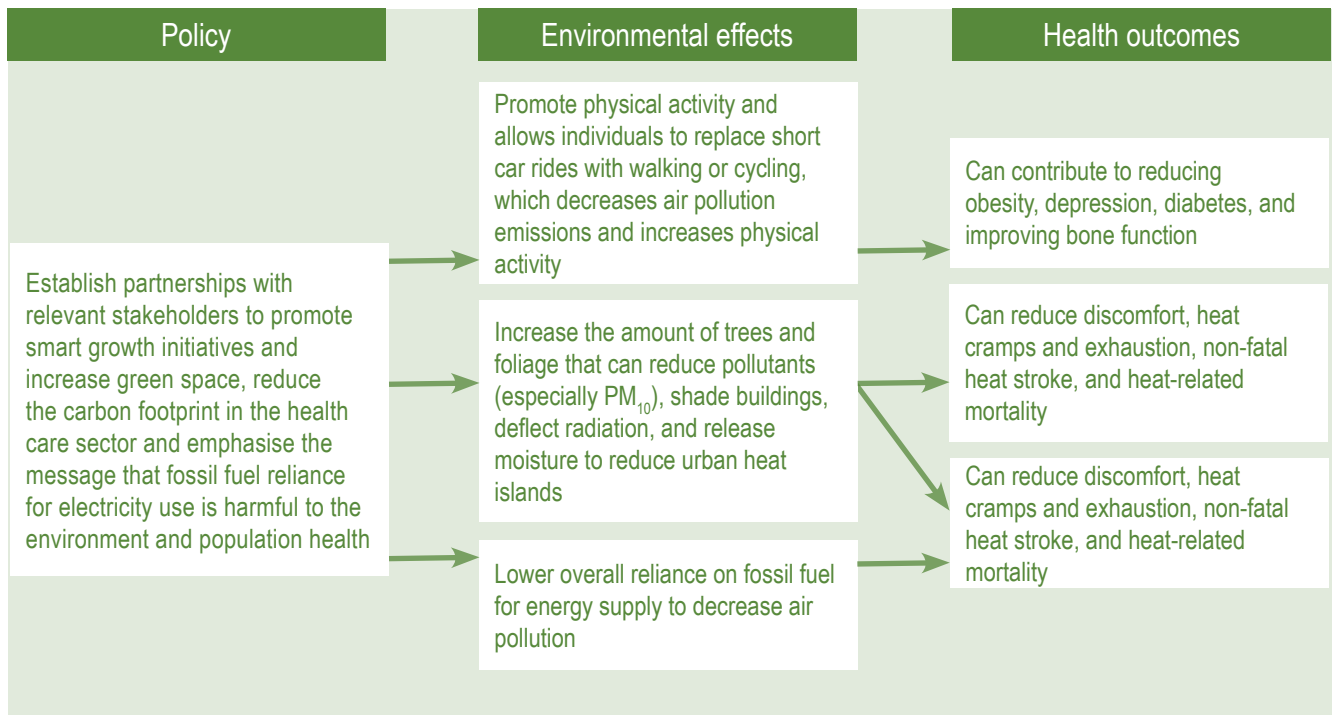 Policy
Environmental effects
Health outcomes
Establish partnerships with
relevant stakeholders to promote
smart growth initiatives and
increase green space, reduce
the carbon footprint in the health
care sector and emphasise the
message that fossil fuel reliance
for electricity use is harmful to the
environment and population health
Promote physical activity and
allows individuals to replace short
car rides with walking or cycling,
which decreases air pollution
emissions and increases physical
activity
Increase the amount of trees and
foliage that can reduce pollutants
(especially PM₁₀), shade buildings,
deflect radiation, and release
moisture to reduce urban heat
islands
Lower overall reliance on fossil fuel
for energy supply to decrease air
pollution
Can contribute to reducing
obesity, depression, diabetes, and
improving bone function
Can reduce discomfort, heat
cramps and exhaustion, non-fatal
heat stroke, and heat-related
mortality
Can reduce discomfort, heat
cramps and exhaustion, non-fatal
heat stroke, and heat-related
mortality